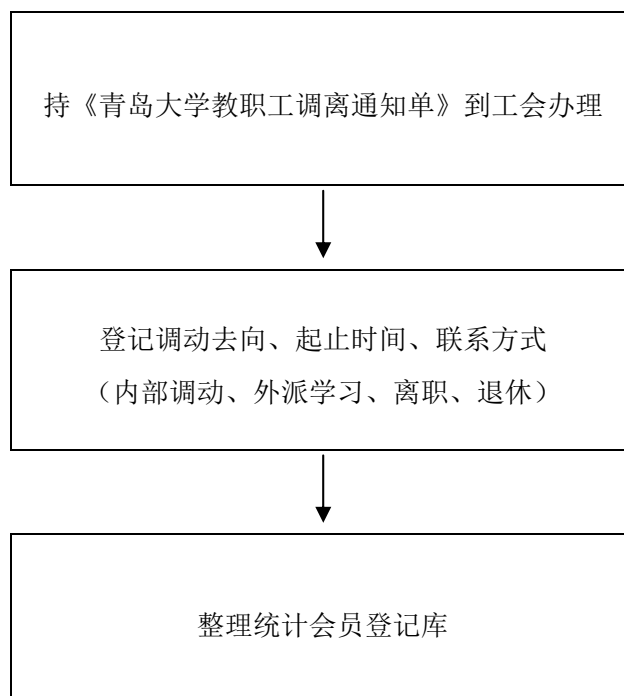 持《青岛大学教职工调离通知单》到工会办理
登记调动去向、起止时间、联系方式
（内部调动、外派学习、离职、退休）
整理统计会员登记库